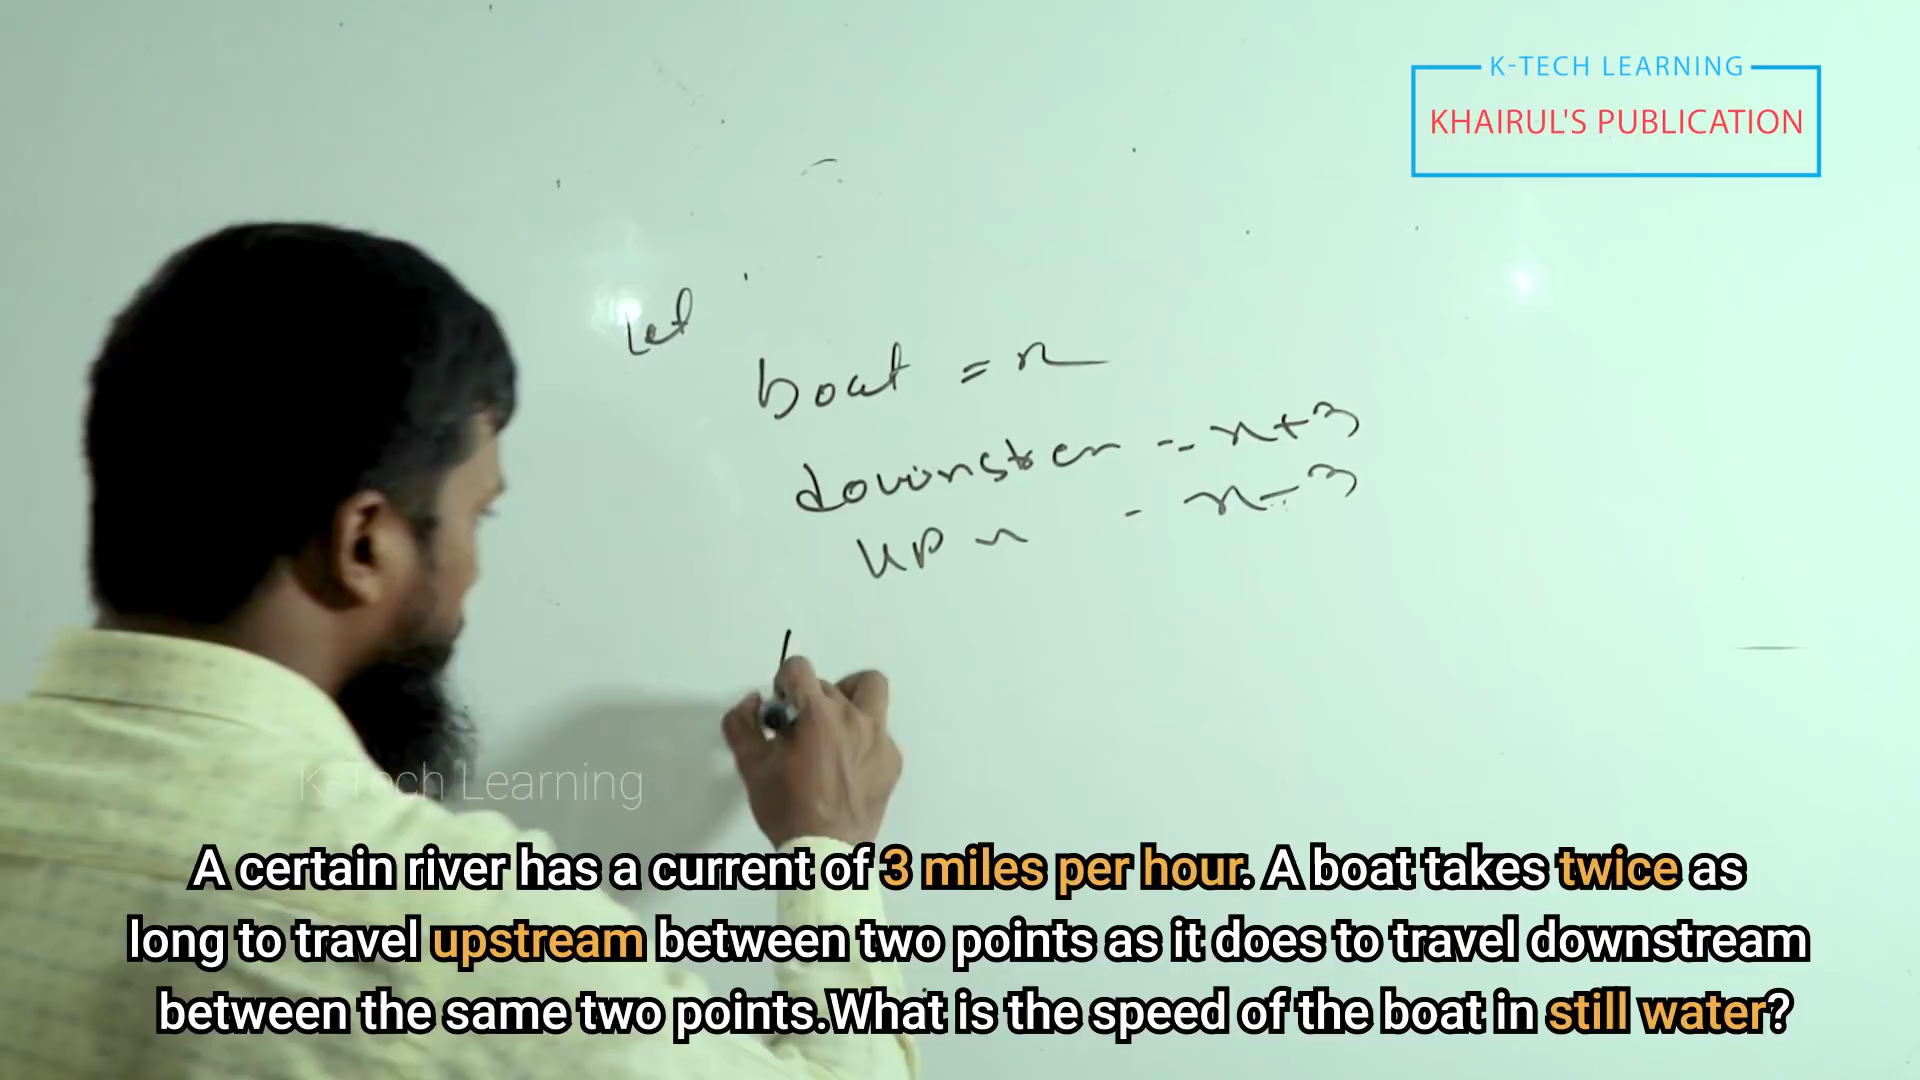 K-TECH LEARNING
KHAIRUL'S PUBLICATION
Let
boat = x
downstrem = x+3
up " = x-3
K-Tech Learning
A certain river has a current of 3 miles per hour. A boat takes twice as
long to travel upstream between two points as it does to travel downstream
between the same two points.What is the speed of the boat in still water?